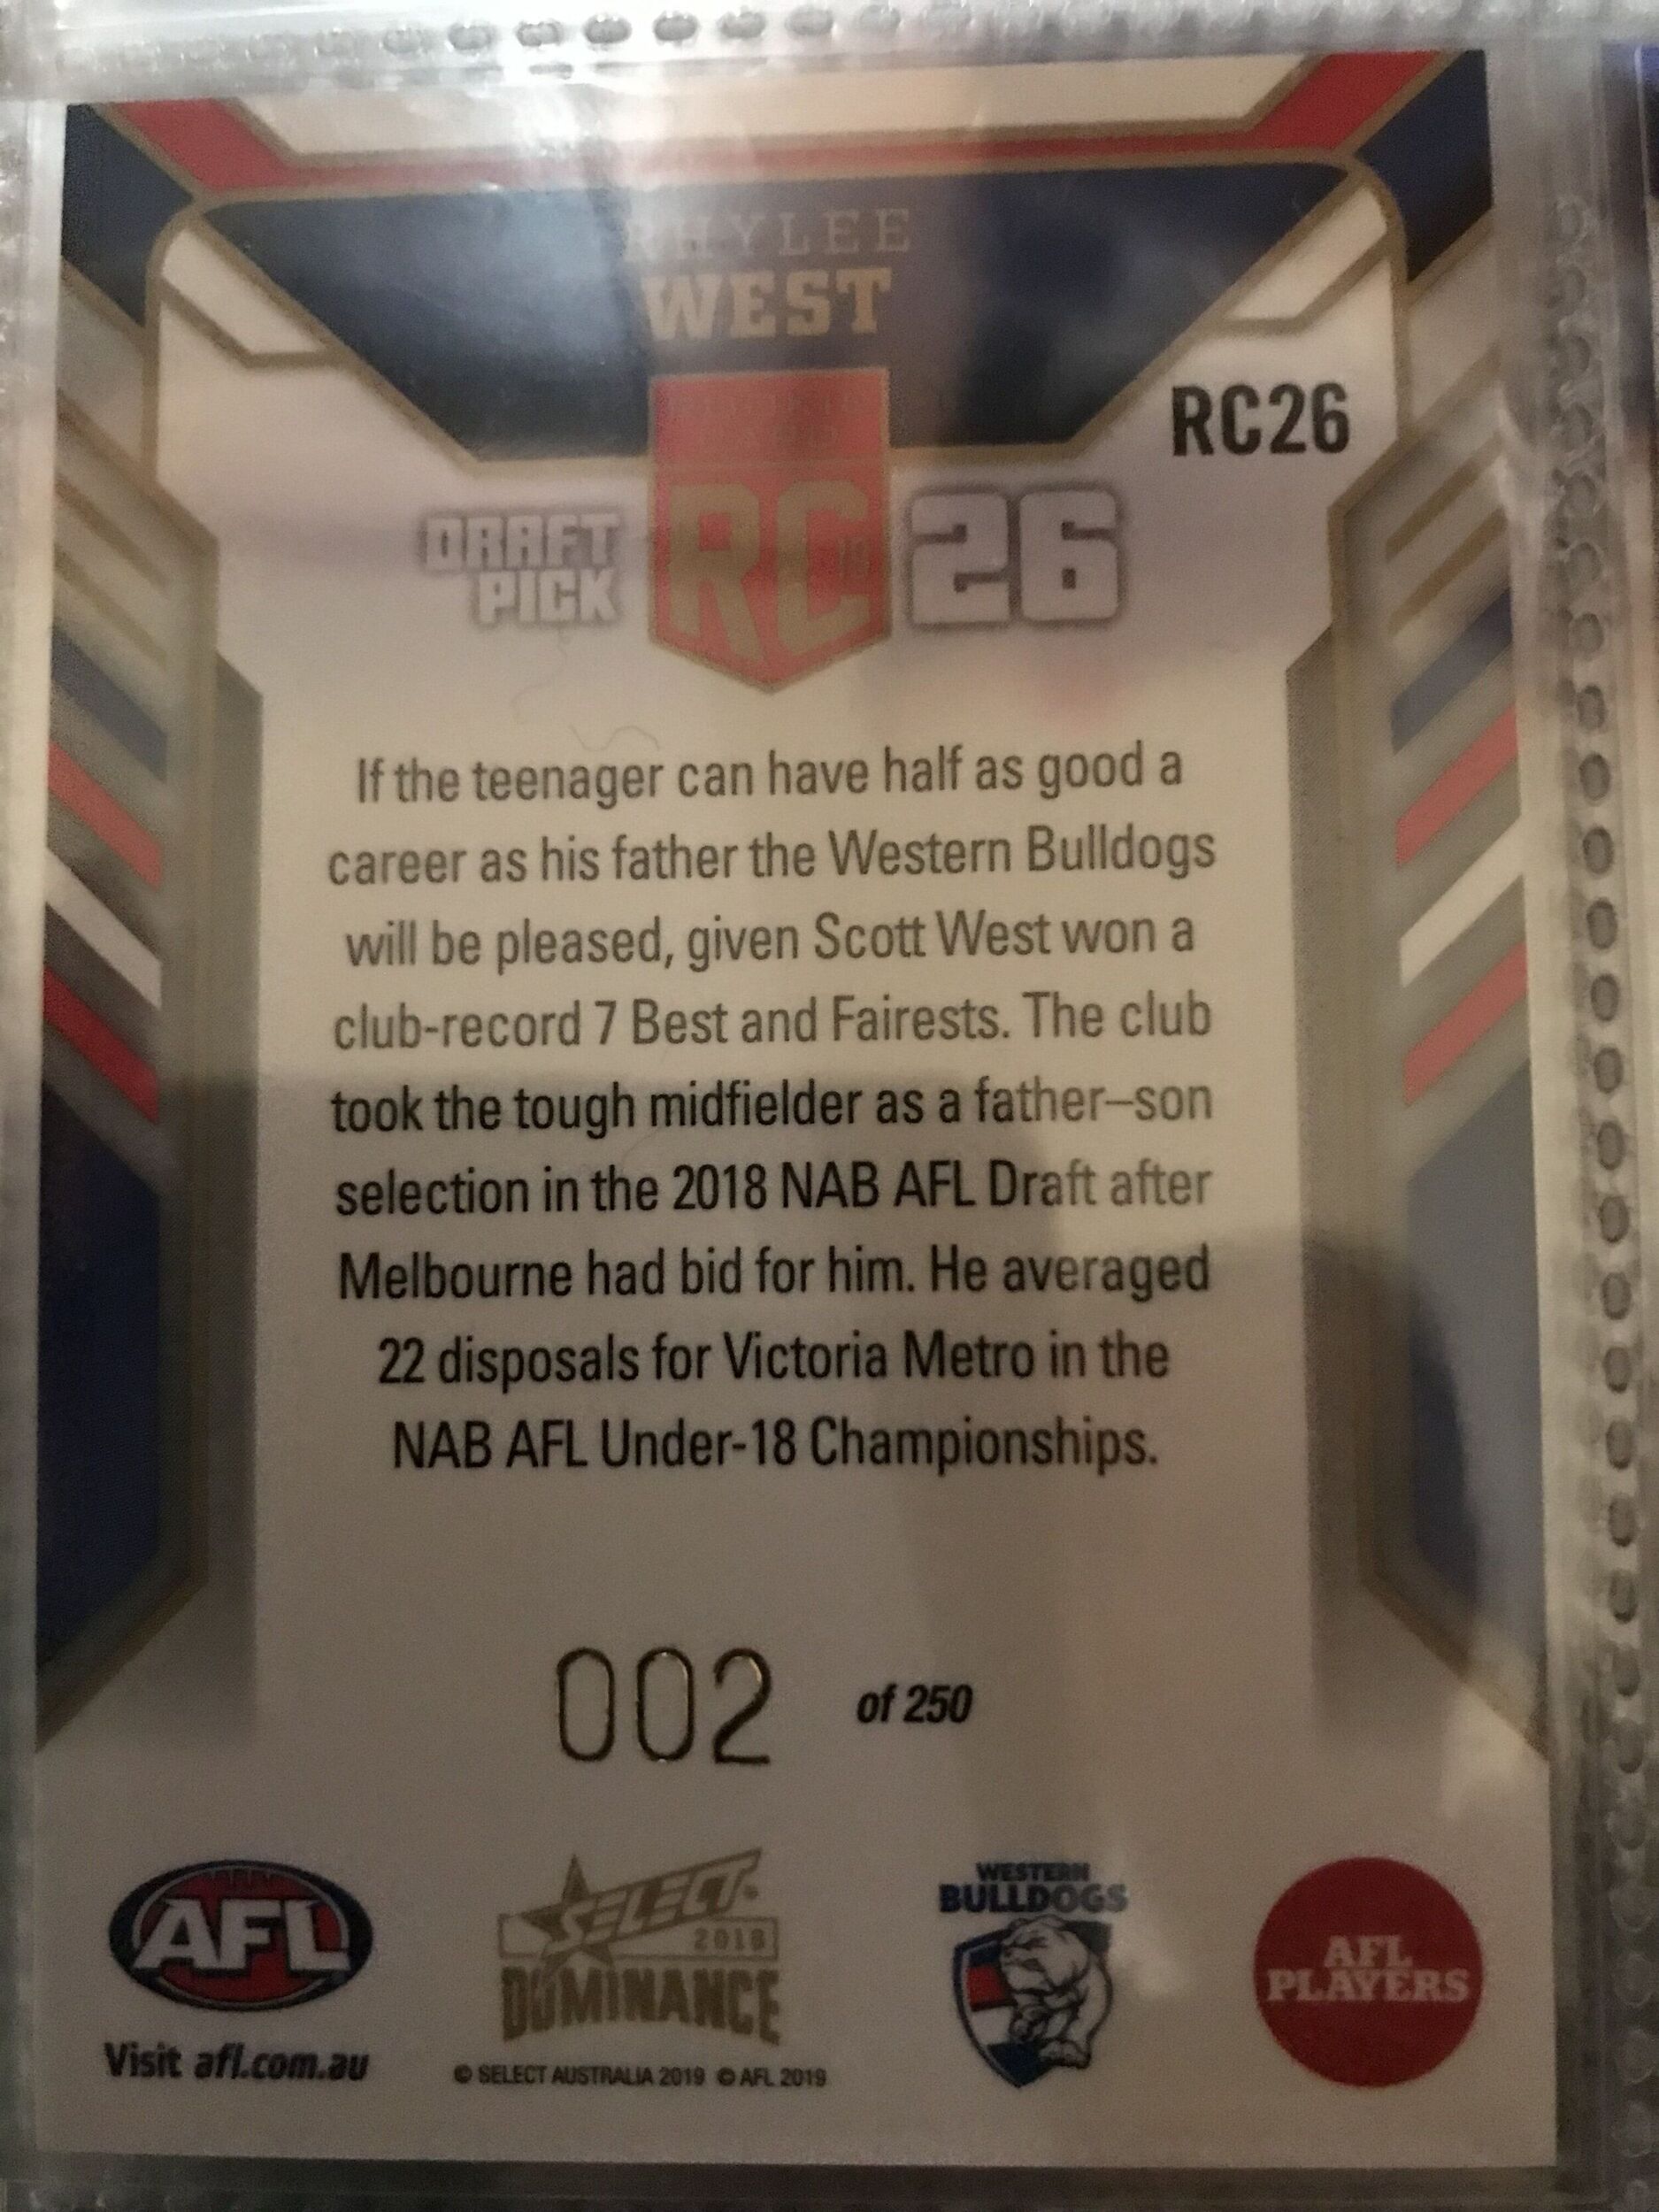 RHYLEE
WEST
RC26
DRAFT
PICK
RC
26
If the teenager can have half as good a
career as his father the Western Bulldogs
will be pleased, given Scott West won a
club-record 7 Best and Fairests. The club
took the tough midfielder as a father–son
selection in the 2018 NAB AFL Draft after
Melbourne had bid for him. He averaged
22 disposals for Victoria Metro in the
NAB AFL Under-18 Championships.
002 of 250
AFL
Visit afl.com.au
SELECT
DOMINANCE
© SELECT AUSTRALIA 2019 © AFL 2019
WESTERN
BULLDOGS
AFL
PLAYERS